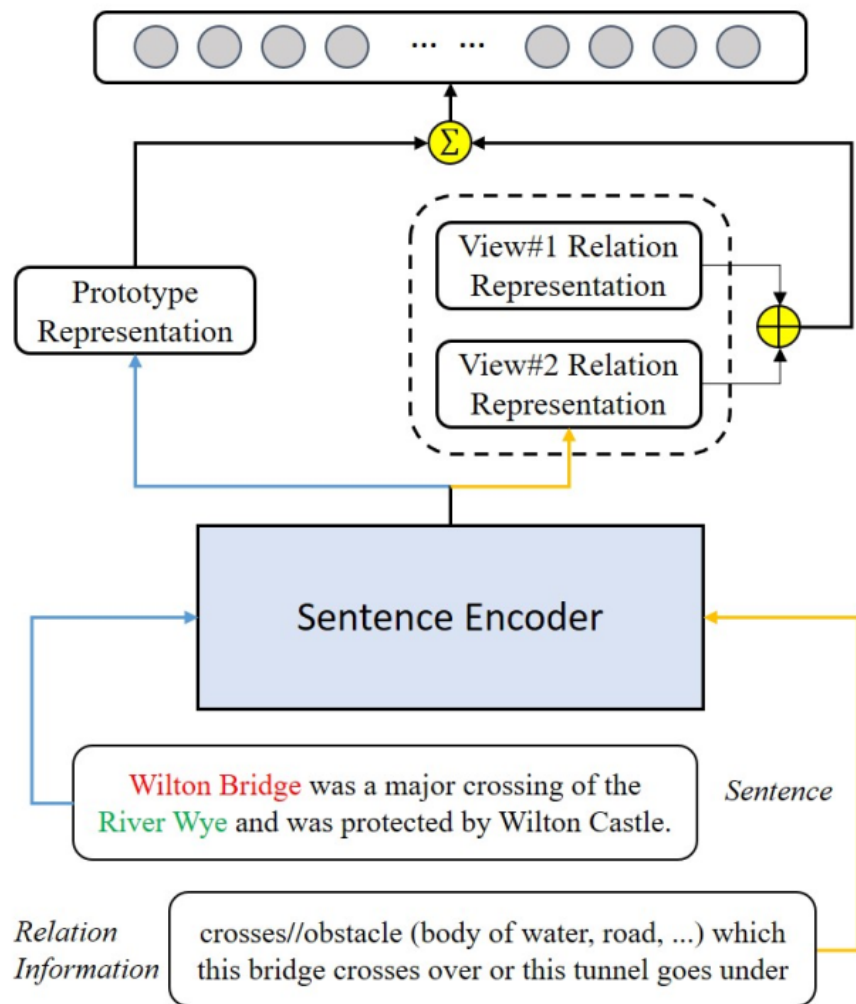 ... ...
Σ
View#1 Relation
Representation
Prototype
Representation
View#2 Relation
Representation
Sentence Encoder
Wilton Bridge was a major crossing of the
River Wye and was protected by Wilton Castle.
Sentence
Relation
Information
crosses//obstacle (body of water, road, ...) which
this bridge crosses over or this tunnel goes under